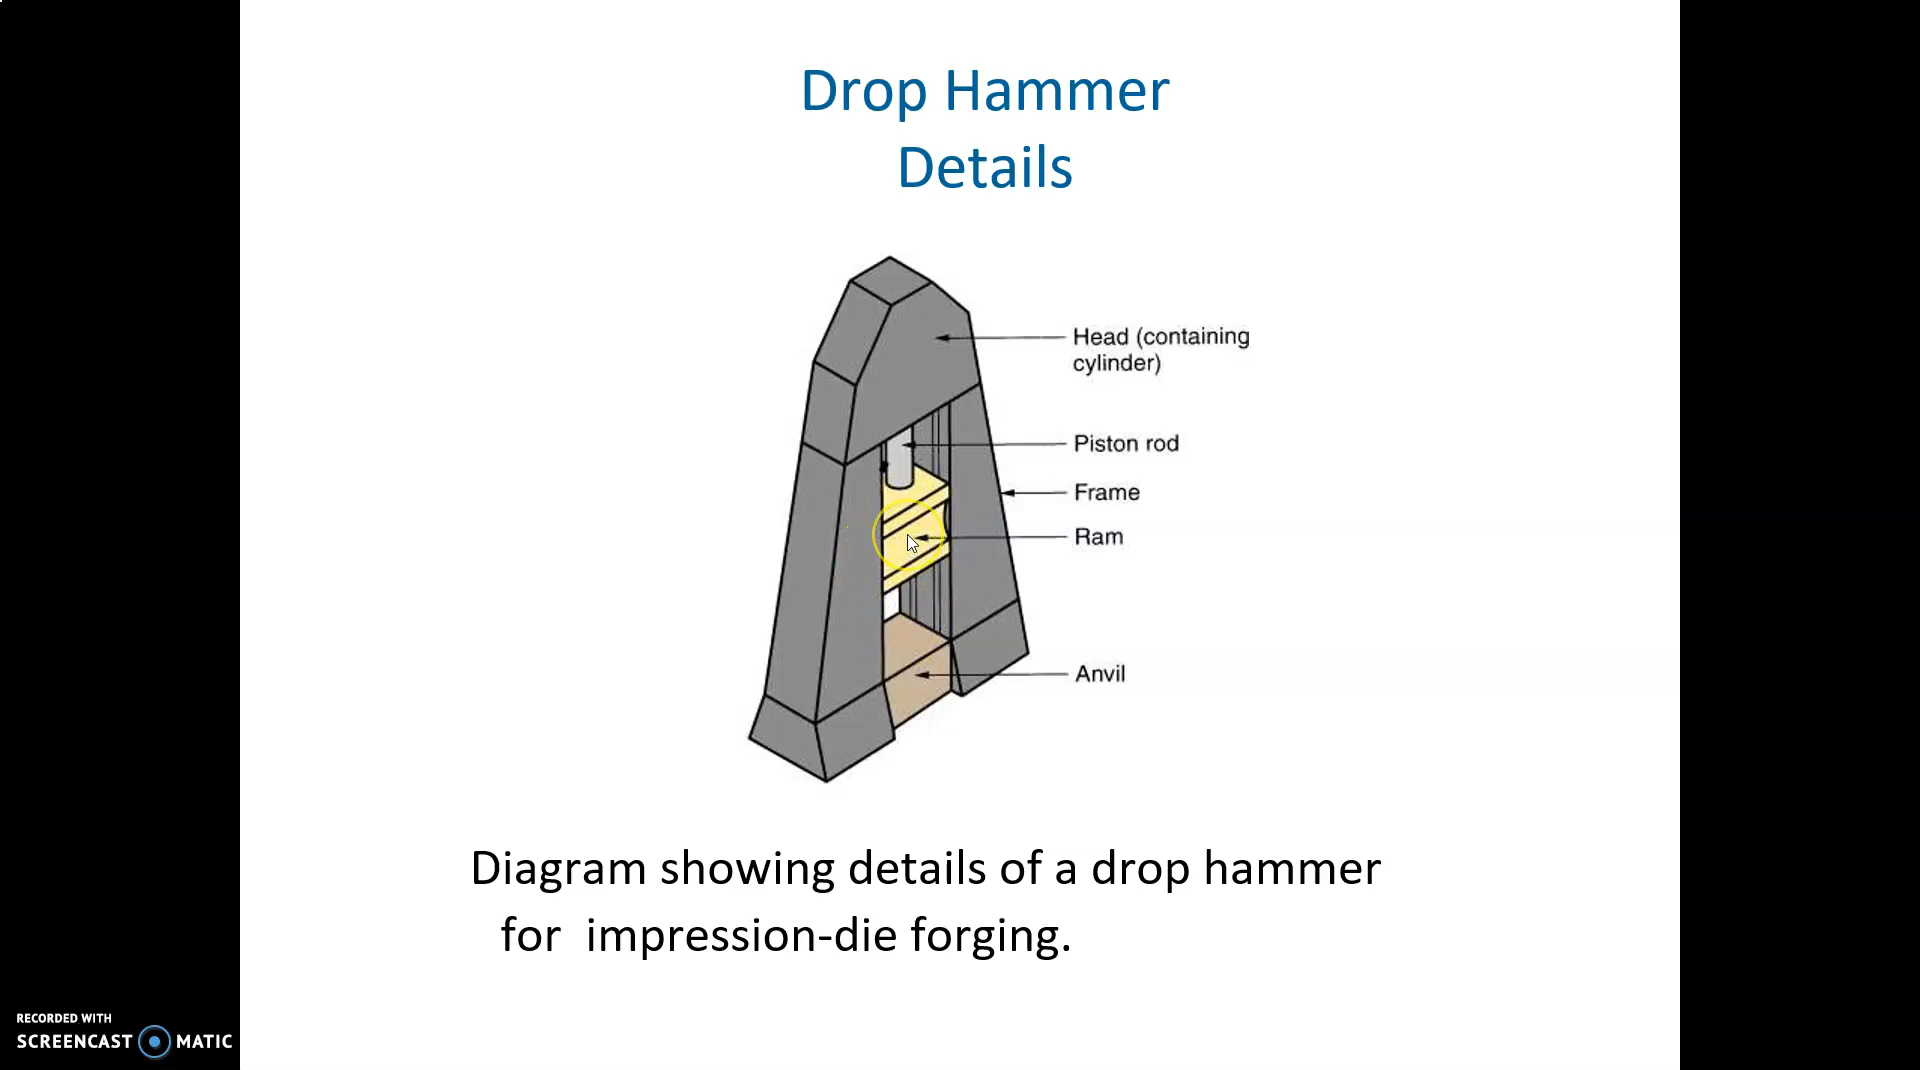 Drop Hammer
Details
Head (containing
cylinder)
Piston rod
Frame
Ram
Anvil
Diagram showing details of a drop hammer
for impression-die forging.
RECORDED WITH
SCREENCAST MATIC